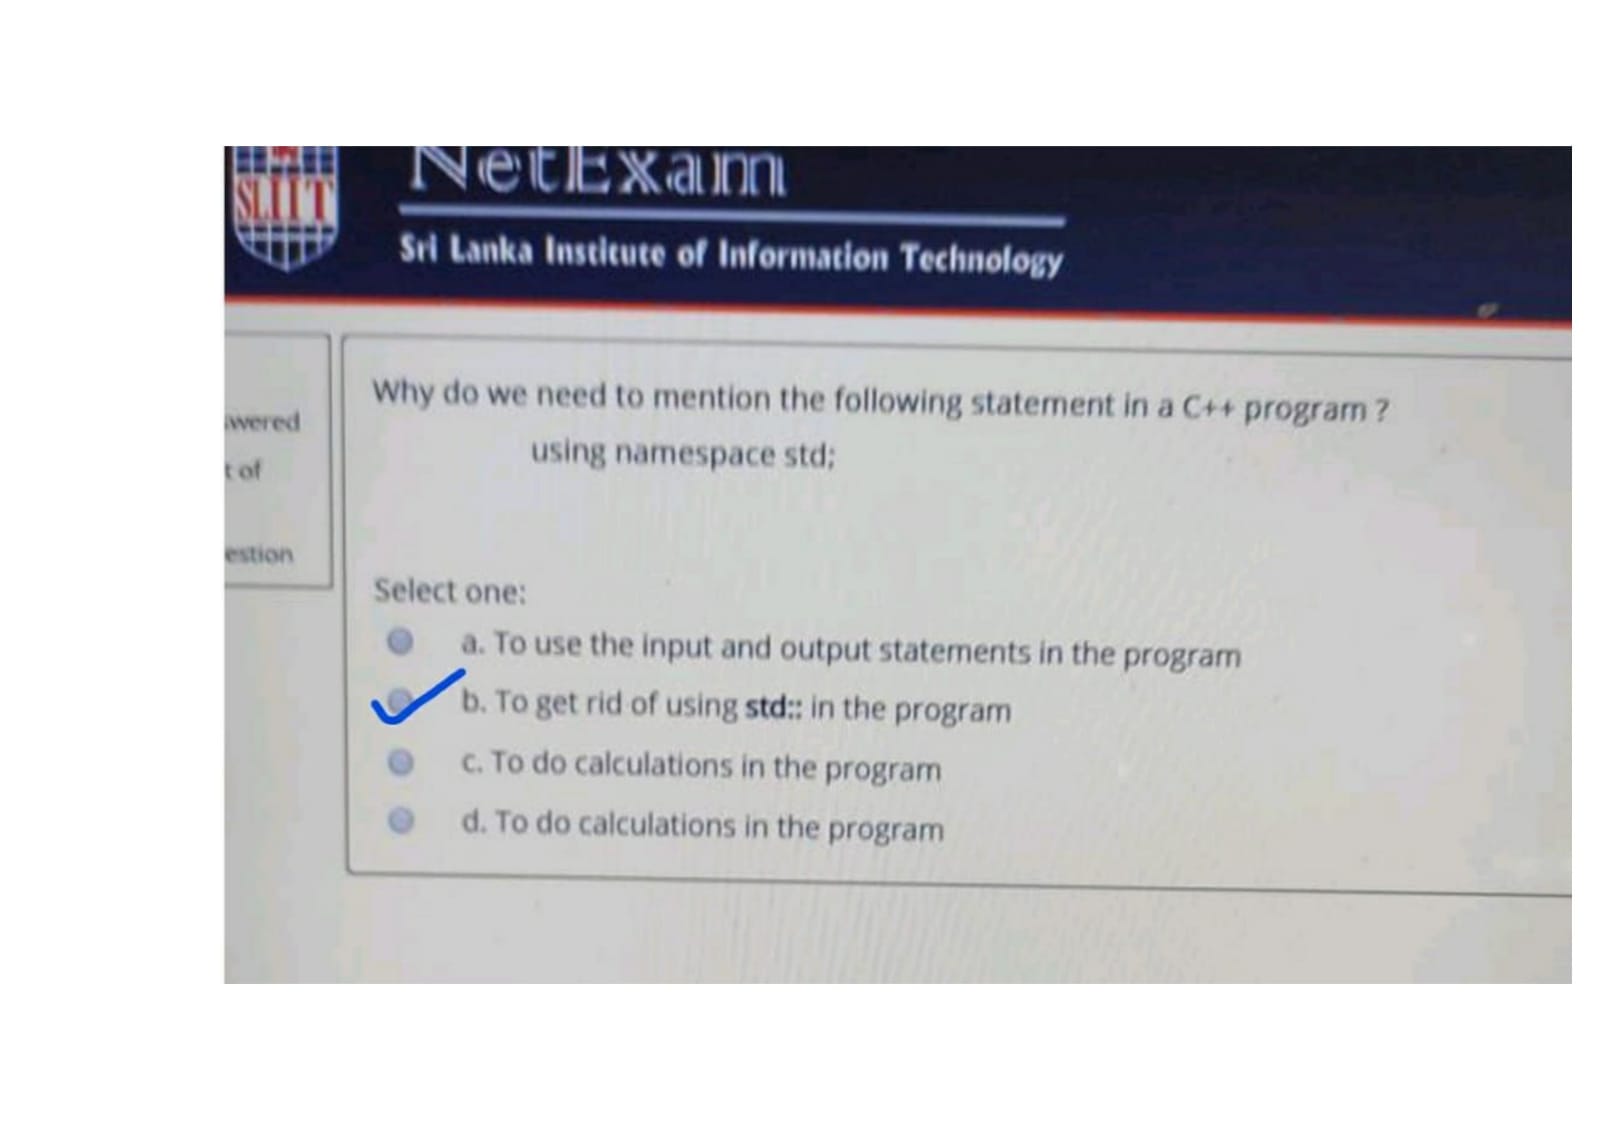 SLIIT
NetExam
Sri Lanka Institute of Information Technology
wered
t of
estion
Why do we need to mention the following statement in a C++ program ?
using namespace std;
Select one:
a. To use the input and output statements in the program
b. To get rid of using std:: in the program
c. To do calculations in the program
d. To do calculations in the program